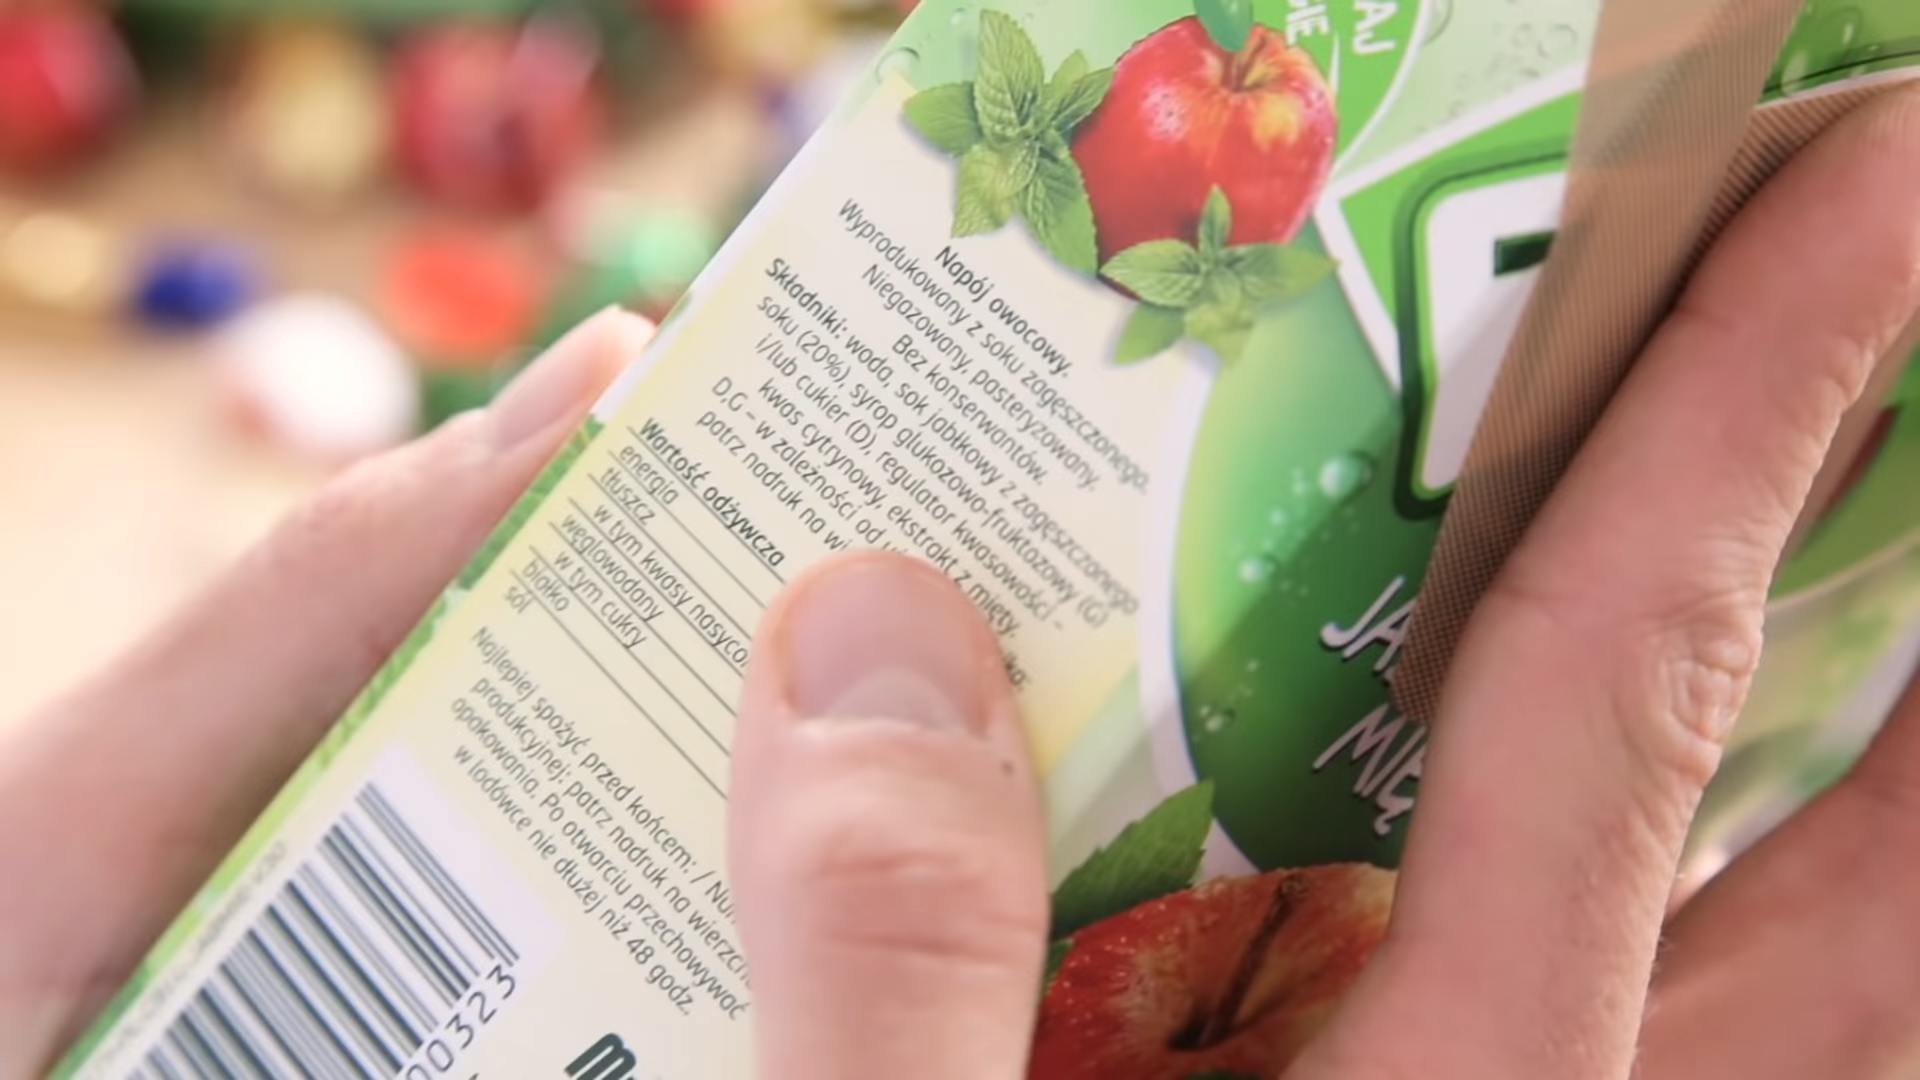 Napój owocowy.
Wyprodukowany z soku zagęszczonego.
Niegazowany, pasteryzowany.
Bez konserwantów.
Składniki: woda, sok jabłkowy z zagęszczonego
soku (20%), syrop glukozowo-fruktozowy (G)
i/lub cukier (D), regulator kwasowości –
kwas cytrynowy, ekstrakt z mięty.
D,G – w zależności od
patrz nadruk na
Wartość odżywcza
energia
tłuszcz
w tym kwasy
węglowodany
w tym cukry
białko
sól
Najlepiej spożyć przed końcem: /
produkcyjnej: patrz nadruk na
opakowania. Po otwarciu przechowywać
w lodówce nie dłużej niż 48 godz.
00323